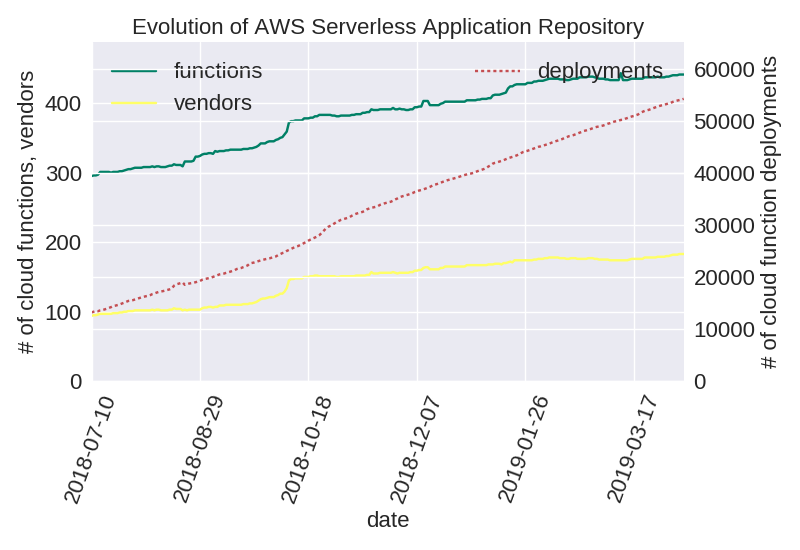 Evolution of AWS Serverless Application Repository
functions
vendors
deployments
# of cloud functions, vendors
400
300
200
100
0
60000
50000
40000
30000
20000
10000
0
# of cloud function deployments
2018-07-10
2018-08-29
2018-10-18
2018-12-07
2019-01-26
2019-03-17
date